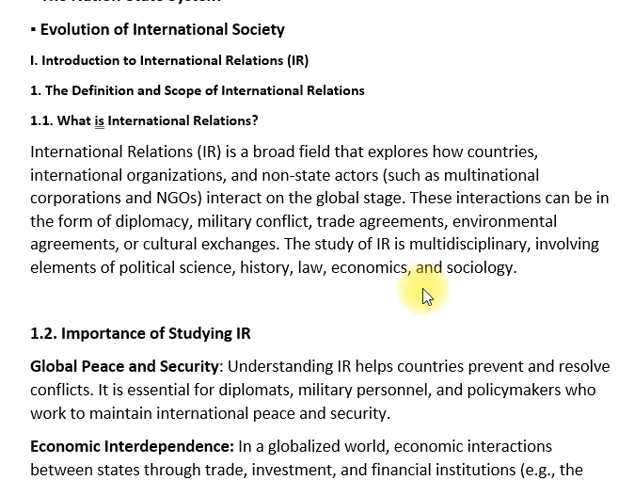 The Nation-State System
▪ Evolution of International Society
I. Introduction to International Relations (IR)
1. The Definition and Scope of International Relations
1.1. What is International Relations?
International Relations (IR) is a broad field that explores how countries,
international organizations, and non-state actors (such as multinational
corporations and NGOs) interact on the global stage. These interactions can be in
the form of diplomacy, military conflict, trade agreements, environmental
agreements, or cultural exchanges. The study of IR is multidisciplinary, involving
elements of political science, history, law, economics, and sociology.
1.2. Importance of Studying IR
Global Peace and Security: Understanding IR helps countries prevent and resolve
conflicts. It is essential for diplomats, military personnel, and policymakers who
work to maintain international peace and security.
Economic Interdependence: In a globalized world, economic interactions
between states through trade, investment, and financial institutions (e.g., the